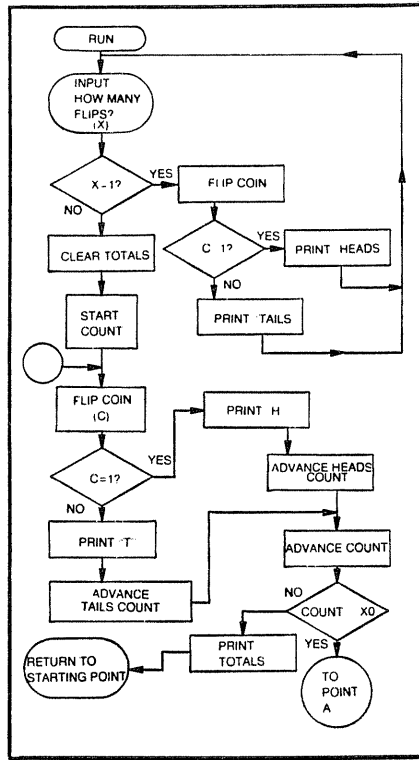 RUN
INPUT
HOW MANY
FLIPS?
(X)
X-1?
YES
FLIP COIN
NO
C 1?
YES
PRINT HEADS
NO
PRINT TAILS
CLEAR TOTALS
START
COUNT
FLIP COIN
(C)
C=1?
YES
PRINT H
ADVANCE HEADS
COUNT
NO
PRINT "T"
ADVANCE
TAILS COUNT
ADVANCE COUNT
COUNT X0
NO
YES
PRINT
TOTALS
RETURN TO
STARTING POINT
TO
POINT
A